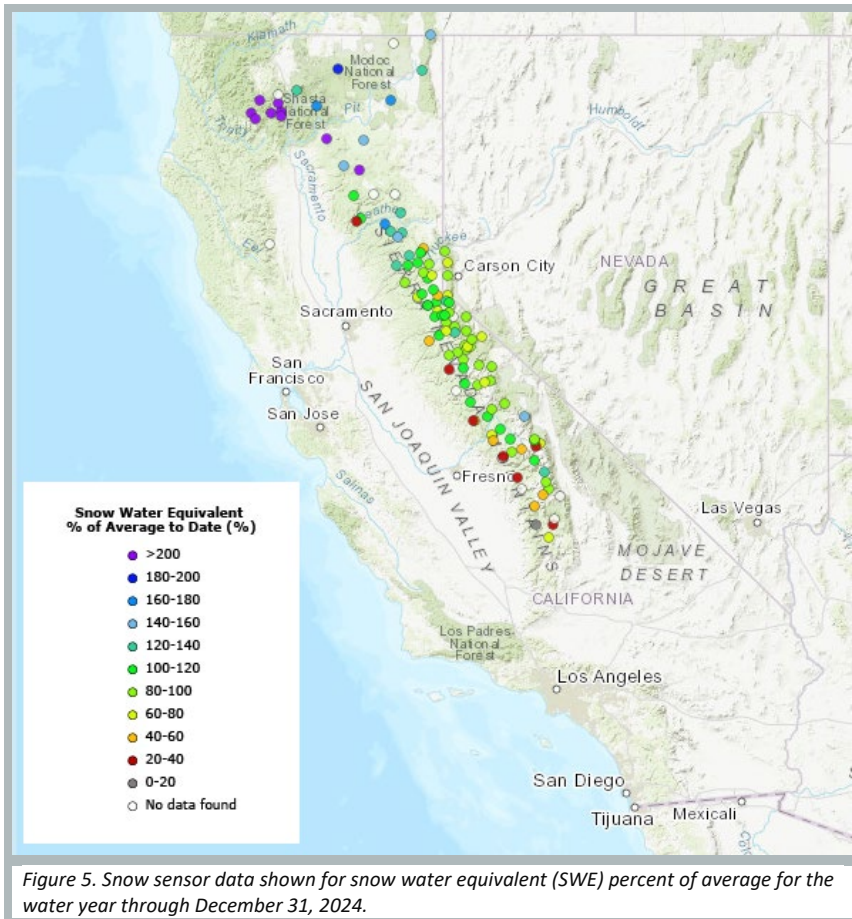 Klamath
Modoc
National
Forest
Shasta
National
Forest
Pit
Trinity
Humboldt
Sacramento
Feather
Eel
Truckee
Carson City
NEVADA
GREAT
BASIN
Sacramento
San
Francisco
San Jose
SAN JOAQUIN VALLEY
Salinas
Fresno
Las Vegas
MOJAVE
DESERT
CALIFORNIA
Los Padres
National
Forest
Los Angeles
San Diego
Tijuana
Mexicali
Snow Water Equivalent
% of Average to Date (%)
>200
180-200
160-180
140-160
120-140
100-120
80-100
60-80
40-60
20-40
0-20
No data found
Figure 5. Snow sensor data shown for snow water equivalent (SWE) percent of average for the
water year through December 31, 2024.